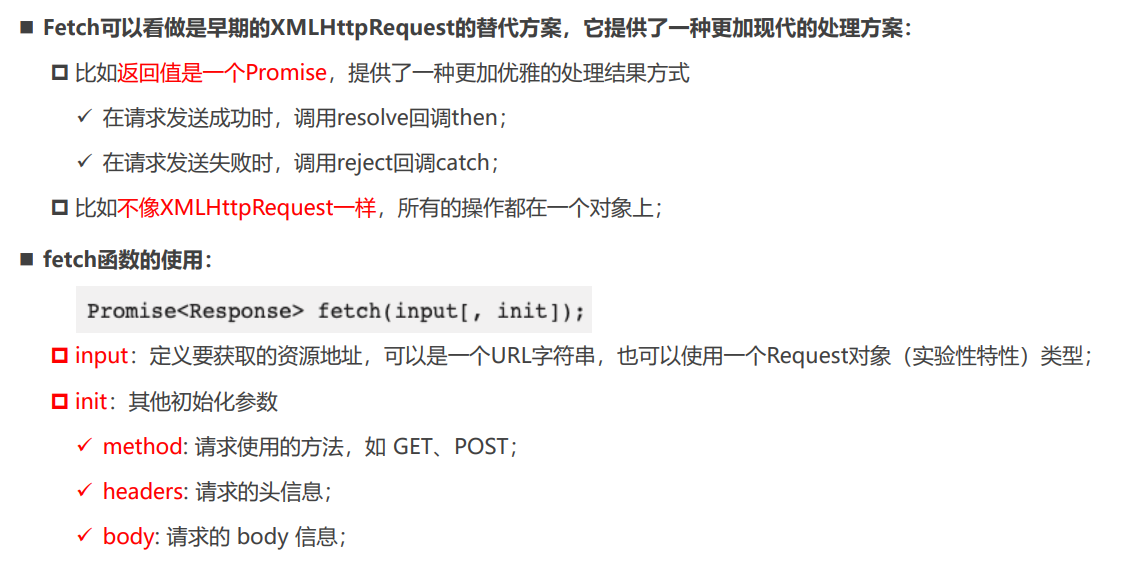 Fetch可以看做是早期的XMLHttpRequest的替代方案，它提供了一种更加现代的处理方案：
比如返回值是一个Promise，提供了一种更加优雅的处理结果方式
在请求发送成功时，调用resolve回调then；
在请求发送失败时，调用reject回调catch；
比如不像XMLHttpRequest一样，所有的操作都在一个对象上；
fetch函数的使用：
Promise<Response> fetch(input[, init]);
input：定义要获取的资源地址，可以是一个URL字符串，也可以使用一个Request对象（实验性特性）类型；
init：其他初始化参数
method: 请求使用的方法，如 GET、POST；
headers: 请求的头信息；
body: 请求的 body 信息；